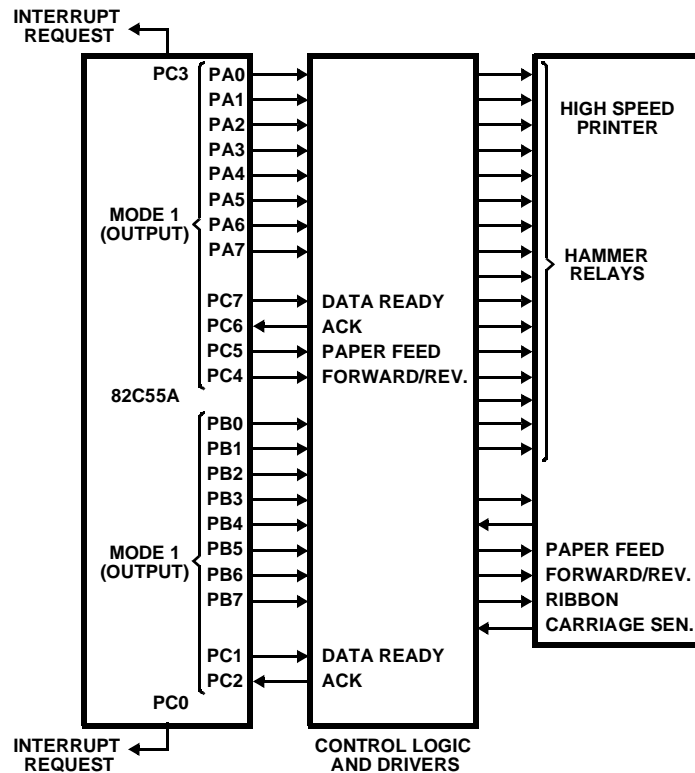 INTERRUPT
REQUEST
PC3
PA0
PA1
PA2
PA3
PA4
PA5
PA6
PA7
MODE 1
(OUTPUT)
PC7
PC6
PC5
PC4
82C55A
PB0
PB1
PB2
PB3
PB4
PB5
PB6
PB7
MODE 1
(OUTPUT)
PC1
PC2
PC0
INTERRUPT
REQUEST
DATA READY
ACK
PAPER FEED
FORWARD/REV.
DATA READY
ACK
CONTROL LOGIC
AND DRIVERS
HIGH SPEED
PRINTER
HAMMER
RELAYS
PAPER FEED
FORWARD/REV.
RIBBON
CARRIAGE SEN.